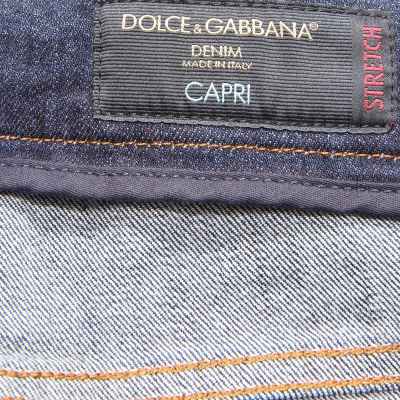 DOLCE&GABBANA®
DENIM
MADE IN ITALY
CAPRI
STRETCH